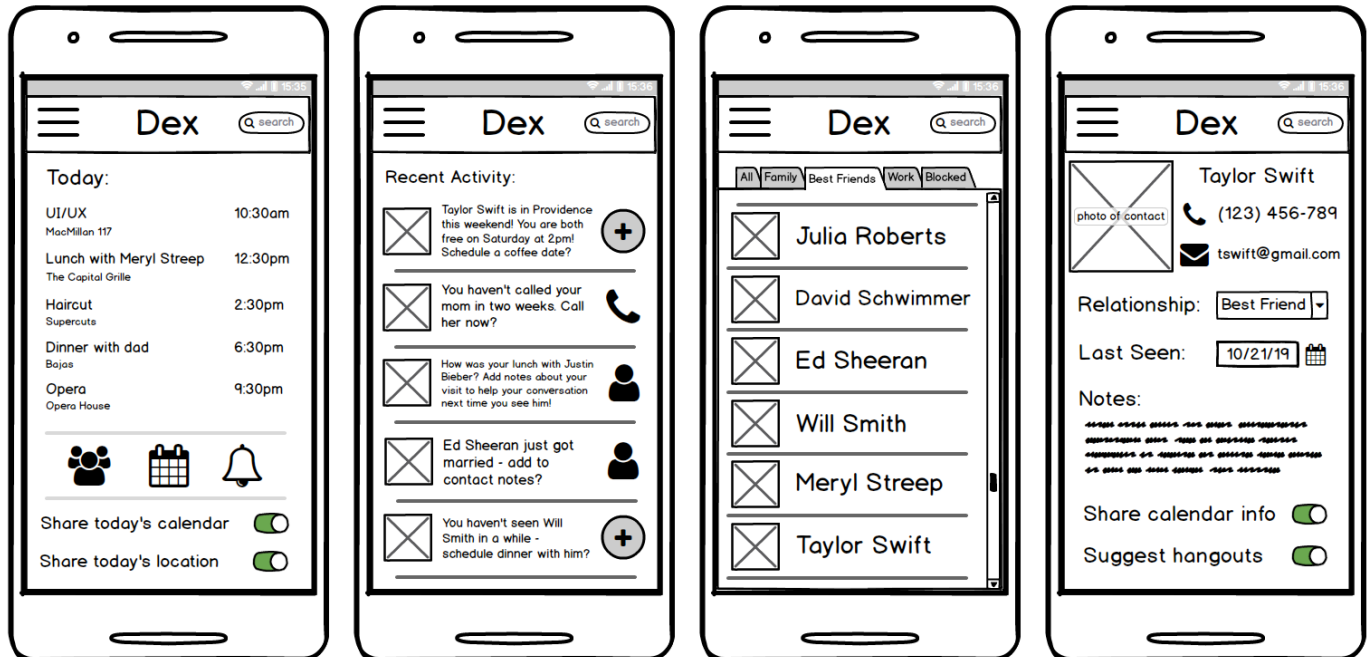 15:35
Dex
search
Today:
UI/UX 10:30am
MacMillan 117
Lunch with Meryl Streep 12:30pm
The Capital Grille
Haircut 2:30pm
Supercuts
Dinner with dad 6:30pm
Bajas
Opera 9:30pm
Opera House
Share today's calendar
Share today's location
15:36
Dex
search
Recent Activity:
Taylor Swift is in Providence
this weekend! You are both
free on Saturday at 2pm!
Schedule a coffee date?
You haven't called your
mom in two weeks. Call
her now?
How was your lunch with Justin
Bieber? Add notes about your
visit to help your conversation
next time you see him!
Ed Sheeran just got
married - add to
contact notes?
You haven't seen Will
Smith in a while -
schedule dinner with him?
15:36
Dex
search
All Family Best Friends Work Blocked
Julia Roberts
David Schwimmer
Ed Sheeran
Will Smith
Meryl Streep
Taylor Swift
15:36
Dex
search
photo of contact
Taylor Swift
(123) 456-789
tswift@gmail.com
Relationship: Best Friend
Last Seen: 10/21/19
Notes:
Share calendar info
Suggest hangouts